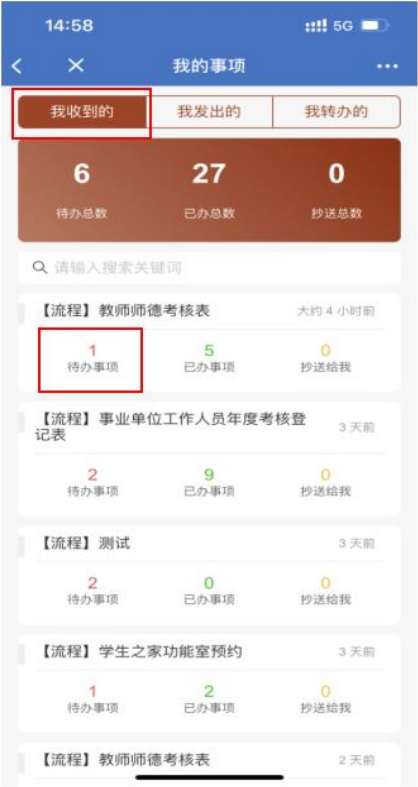 14:58
5G
我的事项
我收到的 我发出的 我转办的
6 27 0
待办总数 已办总数 抄送总数
请输入搜索关键词
【流程】教师师德考核表 大约 4 小时前
1 5 0
待办事项 已办事项 抄送给我
【流程】事业单位工作人员年度考核登
记表 3 天前
2 9 0
待办事项 已办事项 抄送给我
【流程】测试 3 天前
2 0 0
待办事项 已办事项 抄送给我
【流程】学生之家功能室预约 3 天前
1 2 0
待办事项 已办事项 抄送给我
【流程】教师师德考核表 2 天前